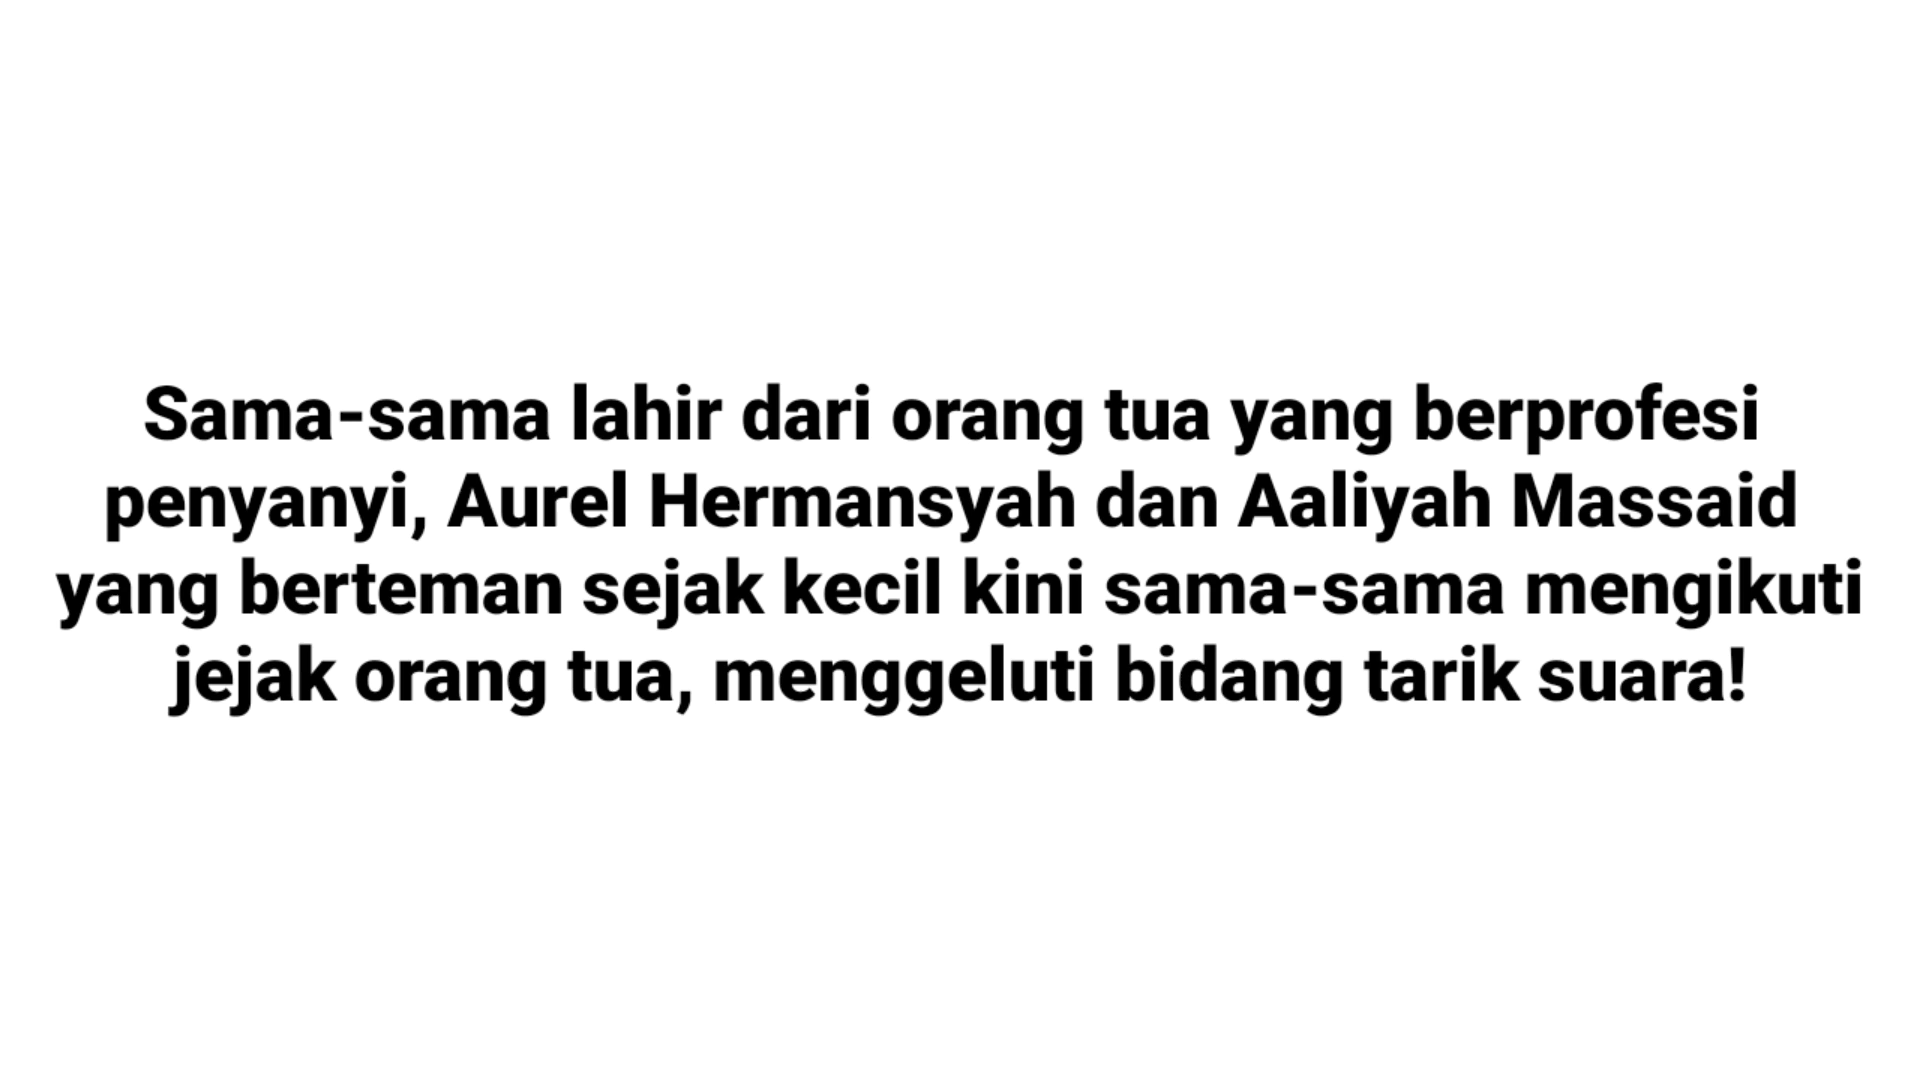 Sama-sama lahir dari orang tua yang berprofesi
penyanyi, Aurel Hermansyah dan Aaliyah Massaid
yang berteman sejak kecil kini sama-sama mengikuti
jejak orang tua, menggeluti bidang tarik suara!